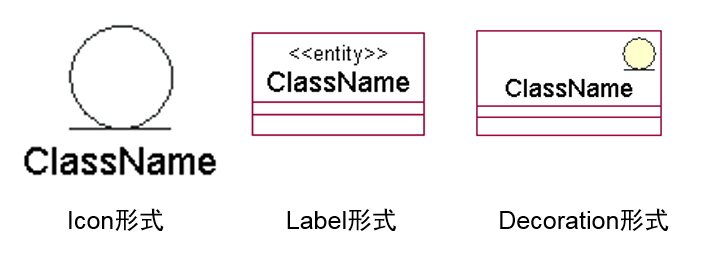 <<entity>>
ClassName
ClassName
ClassName
Icon形式
Label形式
Decoration形式